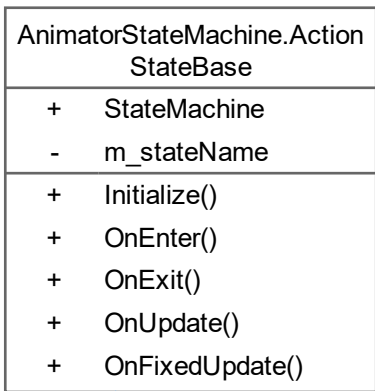 AnimatorStateMachine.Action
StateBase
+ StateMachine
- m_stateName
+ Initialize()
+ OnEnter()
+ OnExit()
+ OnUpdate()
+ OnFixedUpdate()